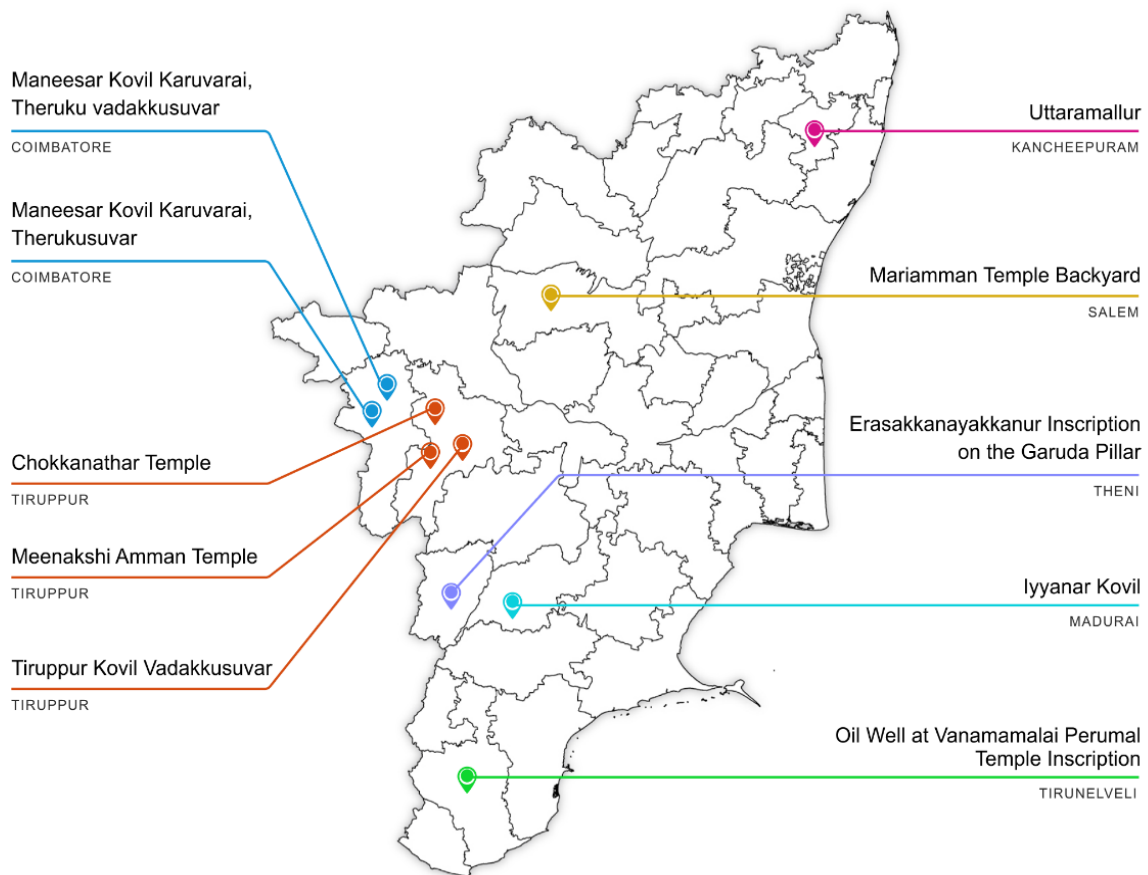 Maneesar Kovil Karuvarai,
Theruku vadakkusuvar
COIMBATORE
Maneesar Kovil Karuvarai,
Therukusuvar
COIMBATORE
Chokkanathar Temple
TIRUPPUR
Meenakshi Amman Temple
TIRUPPUR
Tiruppur Kovil Vadakkusuvar
TIRUPPUR
Uttaramallur
KANCHEEPURAM
Mariamman Temple Backyard
SALEM
Erasakkanayakkanur Inscription
on the Garuda Pillar
THENI
Iyyanar Kovil
MADURAI
Oil Well at Vanamamalai Perumal
Temple Inscription
TIRUNELVELI